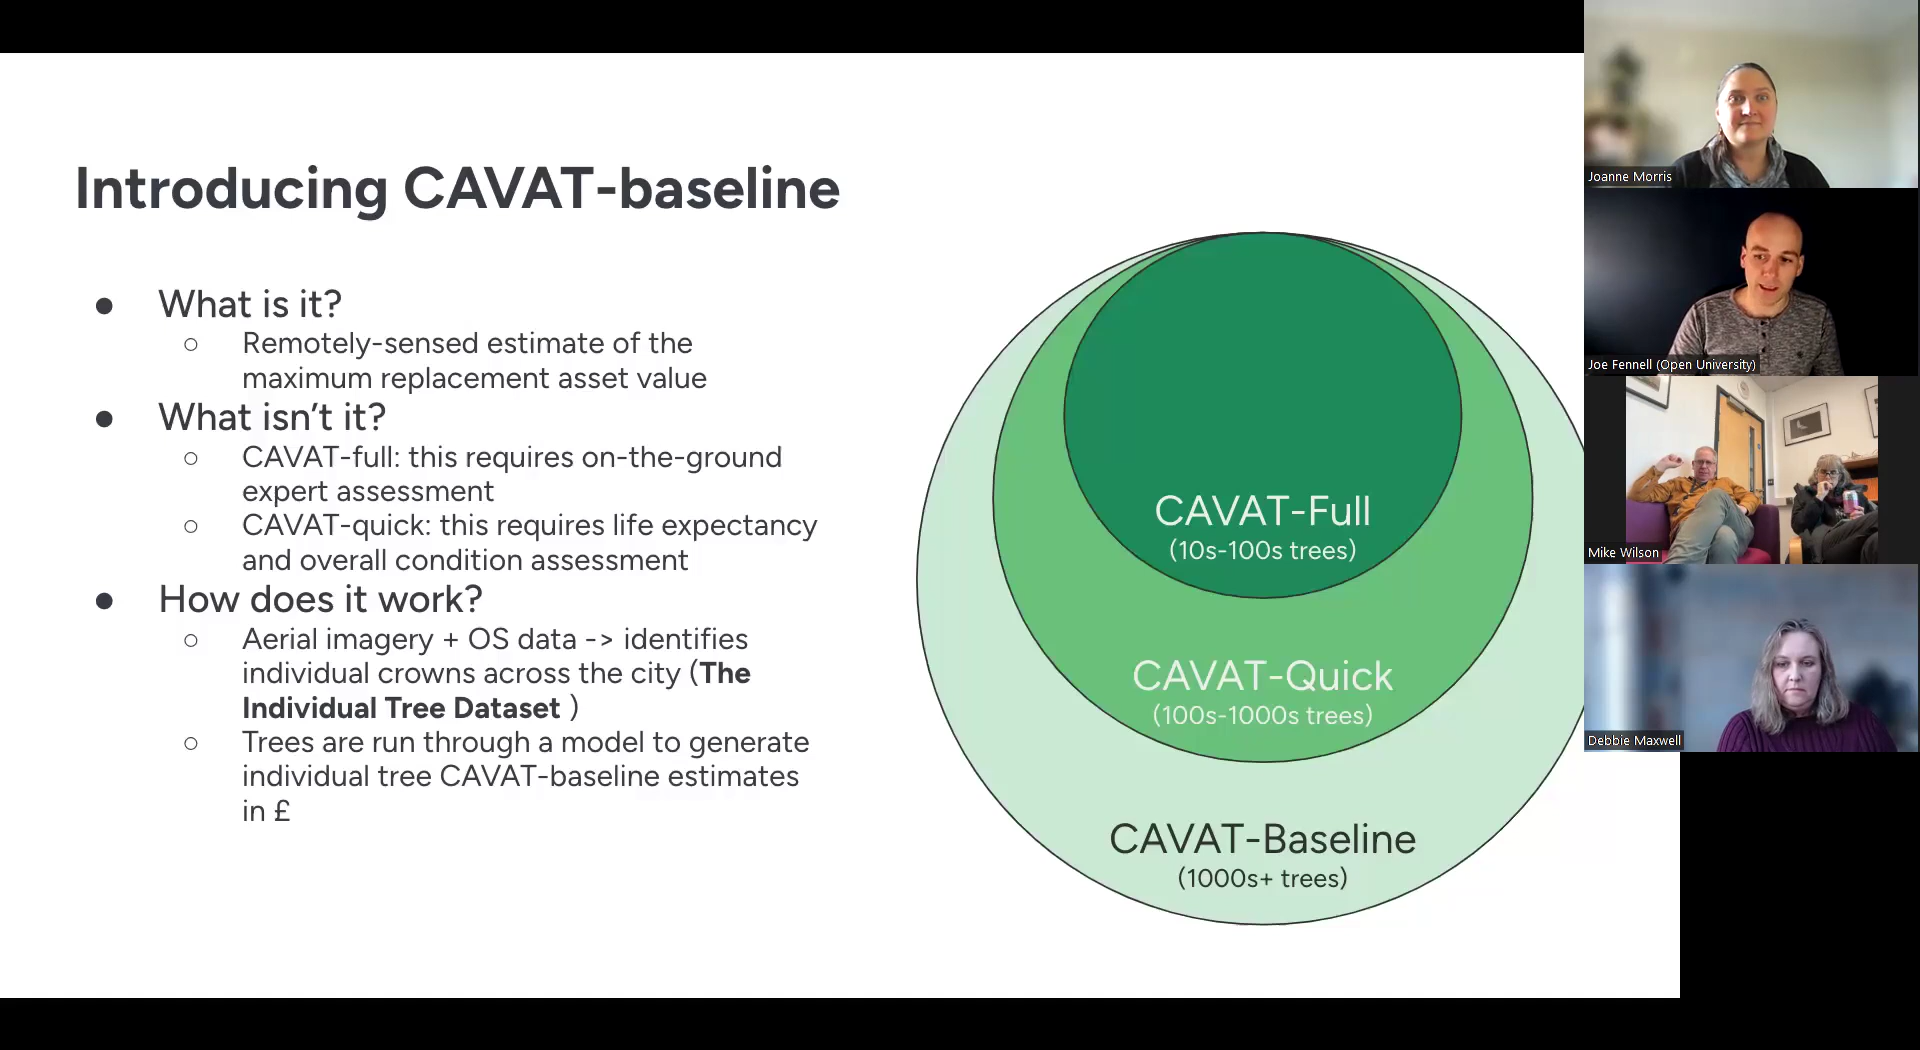 Introducing CAVAT-baseline
● What is it?
○ Remotely-sensed estimate of the
maximum replacement asset value
● What isn’t it?
○ CAVAT-full: this requires on-the-ground
expert assessment
○ CAVAT-quick: this requires life expectancy
and overall condition assessment
● How does it work?
○ Aerial imagery + OS data -> identifies
individual crowns across the city (The
Individual Tree Dataset )
○ Trees are run through a model to generate
individual tree CAVAT-baseline estimates
in £
CAVAT-Full
(10s-100s trees)
CAVAT-Quick
(100s-1000s trees)
CAVAT-Baseline
(1000s+ trees)
Joanne Morris
Joe Fennell (Open University)
Mike Wilson
Debbie Maxwell